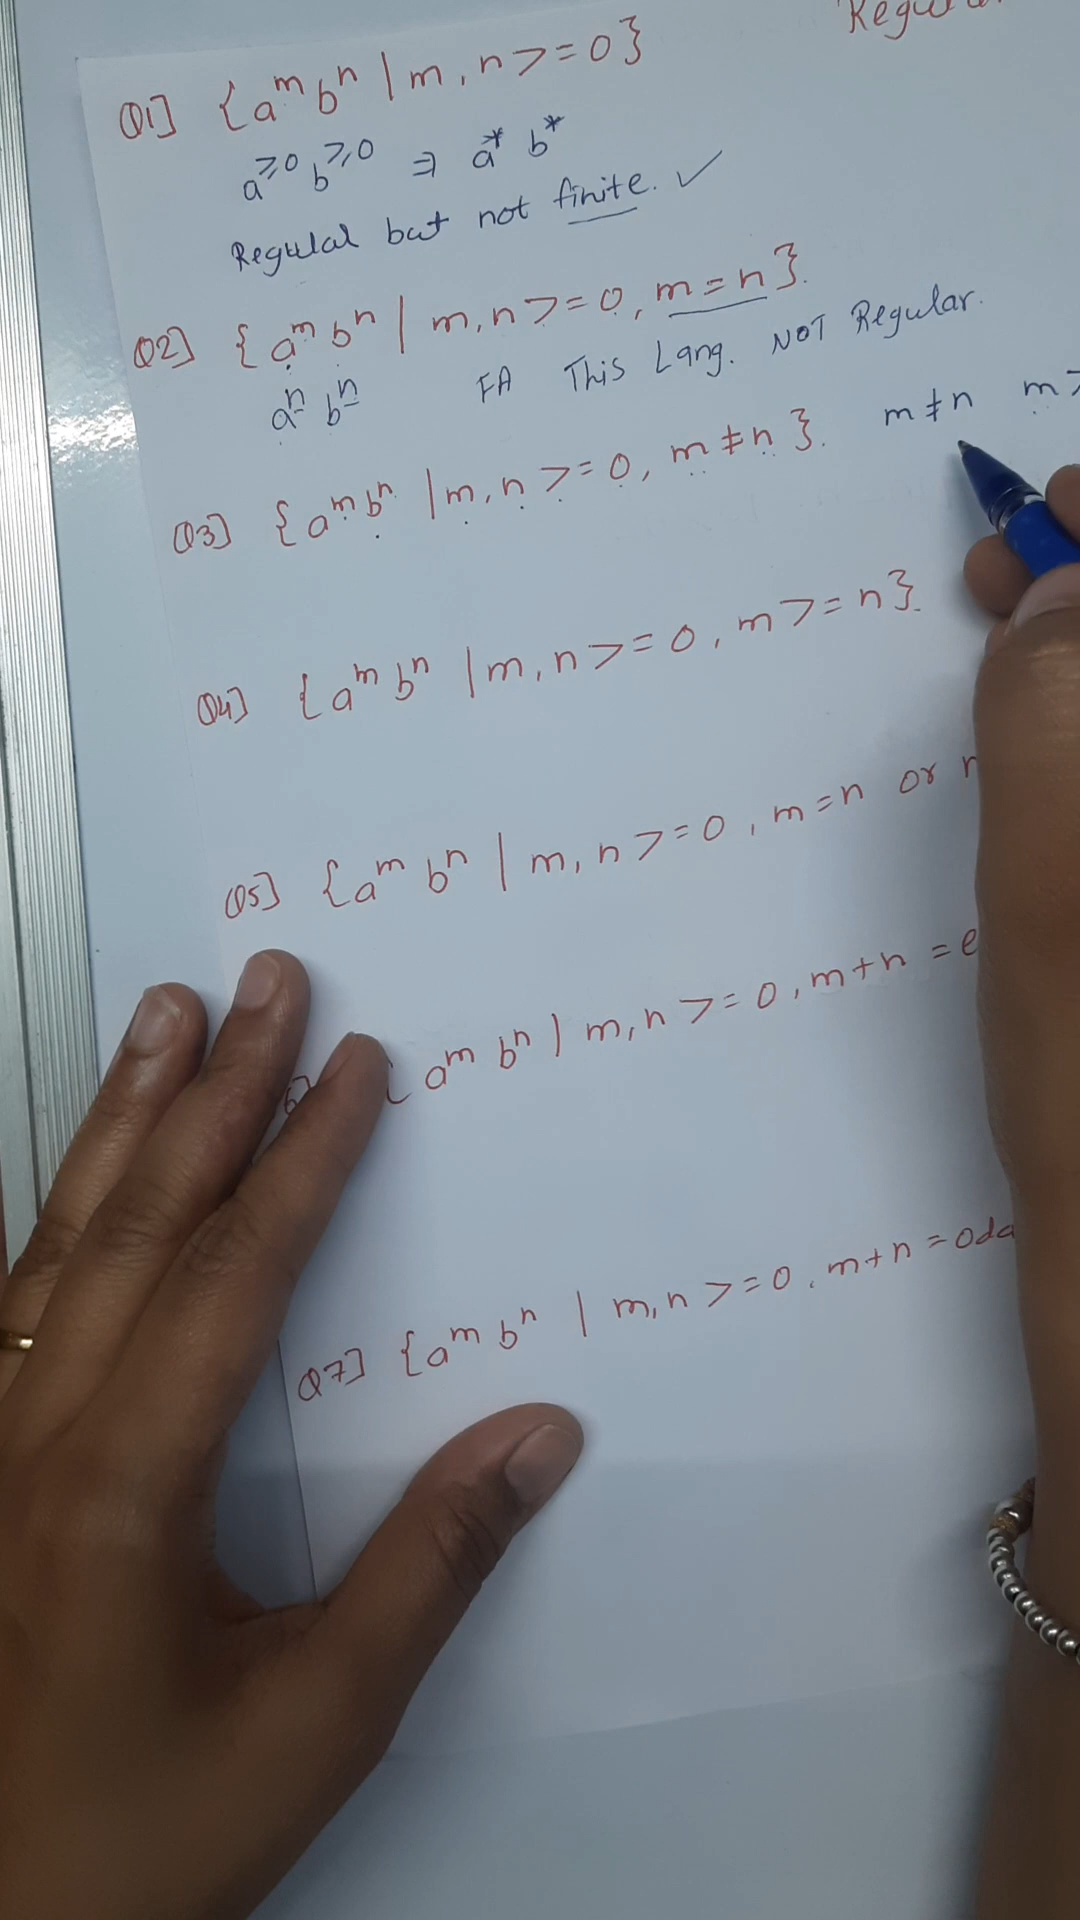 Q1] {a^m b^n | m, n >= 0}
a^≥0 b^≥0 ⇒ a* b*
Regular but not finite. ✓
Q2] {a^m b^n | m, n >= 0, m = n}.
a^n b^n FA This Lang. NOT Regular.
Q3] {a^m b^n | m, n >= 0, m ≠ n}. m ≠ n m >
Q4] {a^m b^n | m, n >= 0, m >= n}.
Q5] {a^m b^n | m, n >= 0, m = n or
6] { a^m b^n | m, n >= 0, m + n = e
Q7] {a^m b^n | m, n >= 0, m + n = odd